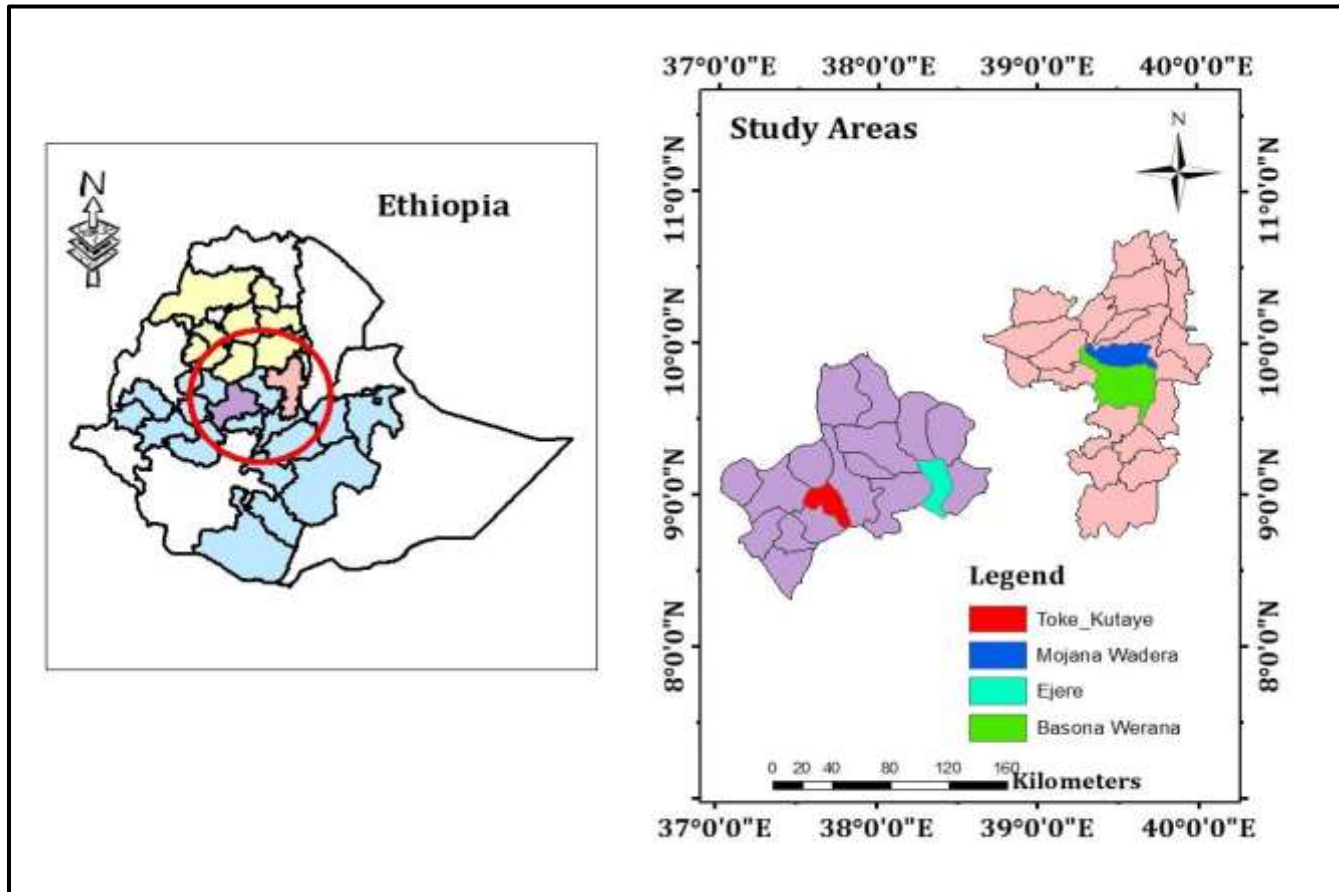 N
Ethiopia
37°0'0"E 38°0'0"E 39°0'0"E 40°0'0"E
Study Areas
N
11°0'0"N
11°0'0"N
10°0'0"N
10°0'0"N
9°0'0"N
9°0'0"N
8°0'0"N
8°0'0"N
Legend
Toke_Kutaye
Mojana Wadera
Ejere
Basona Werana
0 20 40 80 120 160
Kilometers
37°0'0"E 38°0'0"E 39°0'0"E 40°0'0"E